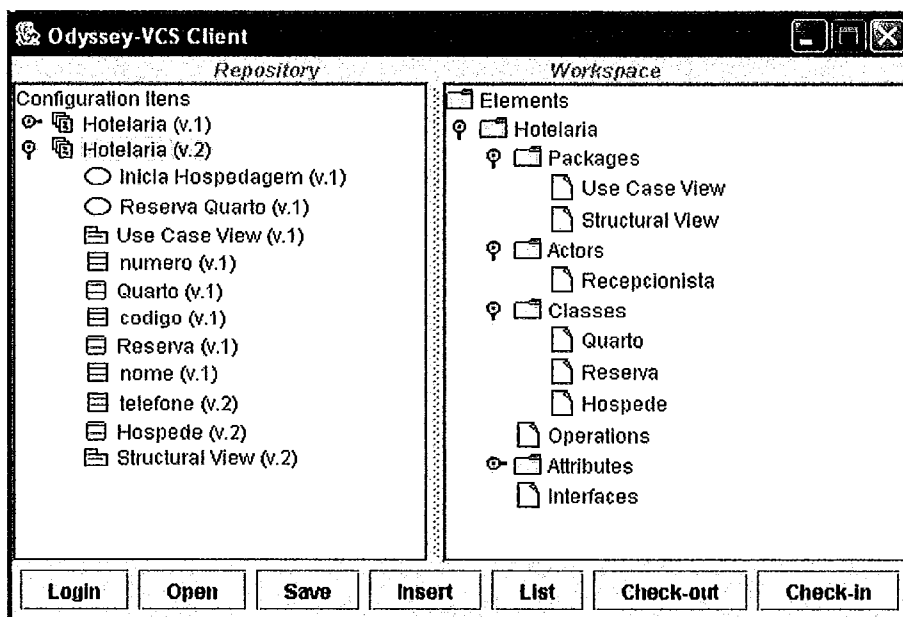 Odyssey-VCS Client
Repository
Workspace
Configuration Itens
Hotelaria (v.1)
Hotelaria (v.2)
Inicia Hospedagem (v.1)
Reserva Quarto (v.1)
Use Case View (v.1)
numero (v.1)
Quarto (v.1)
codigo (v.1)
Reserva (v.1)
nome (v.1)
telefone (v.2)
Hospede (v.2)
Structural View (v.2)
Elements
Hotelaria
Packages
Use Case View
Structural View
Actors
Recepcionista
Classes
Quarto
Reserva
Hospede
Operations
Attributes
Interfaces
Login Open Save Insert List Check-out Check-in